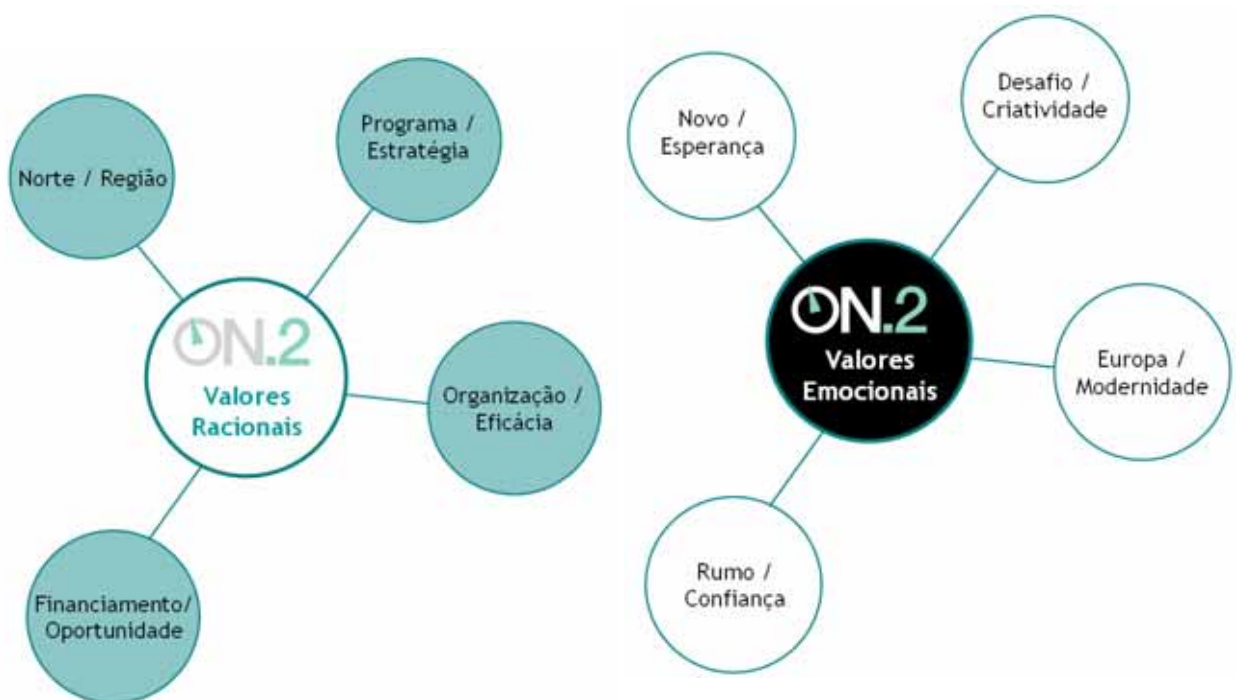 Norte / Região
Programa /
Estratégia
ON.2
Valores
Racionais
Organização /
Eficácia
Financiamento/
Oportunidade
Novo /
Esperança
Desafio /
Criatividade
ON.2
Valores
Emocionais
Europa /
Modernidade
Rumo /
Confiança